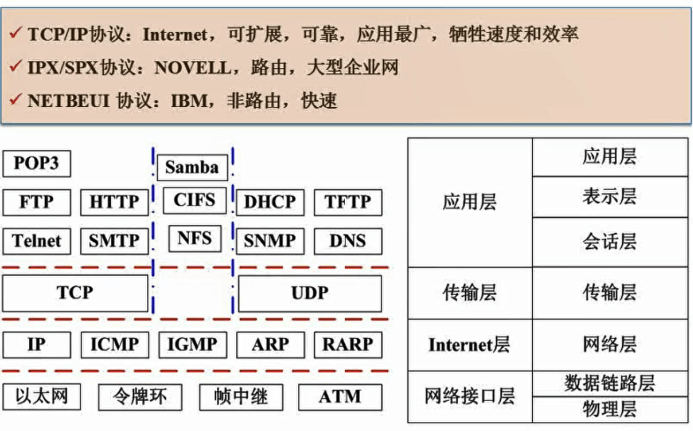 ✓ TCP/IP协议：Internet，可扩展，可靠，应用最广，牺牲速度和效率
✓ IPX/SPX协议：NOVELL，路由，大型企业网
✓ NETBEUI 协议：IBM，非路由，快速
POP3 Samba
FTP HTTP CIFS DHCP TFTP
Telnet SMTP NFS SNMP DNS
TCP UDP
IP ICMP IGMP ARP RARP
以太网 令牌环 帧中继 ATM
应用层 应用层
表示层
会话层
传输层 传输层
Internet层 网络层
网络接口层 数据链路层
物理层